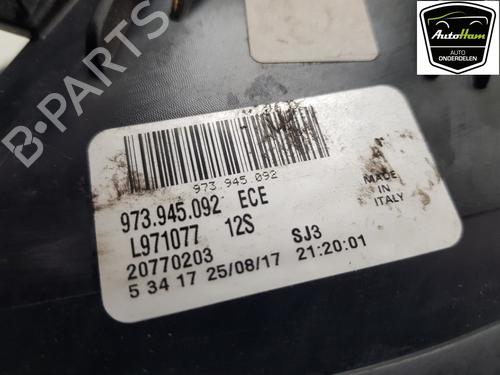 AutoHam
AUTO
ONDERDELEN
B-PARTS
973.945.092
973.945.092 ECE
L971077 12S
20770203 SJ3
5 34 17 25/08/17 21:20:01
MADE
IN
ITALY